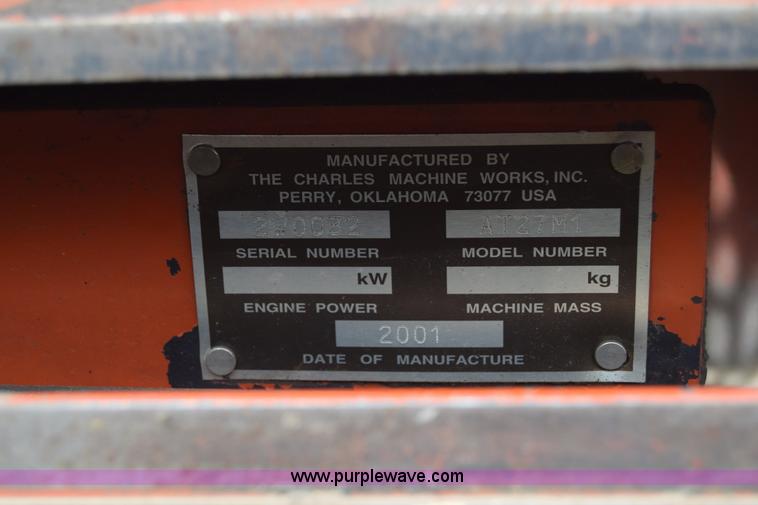 MANUFACTURED BY
THE CHARLES MACHINE WORKS, INC.
PERRY, OKLAHOMA 73077 USA
AT27M1
SERIAL NUMBER MODEL NUMBER
kW kg
ENGINE POWER MACHINE MASS
2001
DATE OF MANUFACTURE
www.purplewave.com